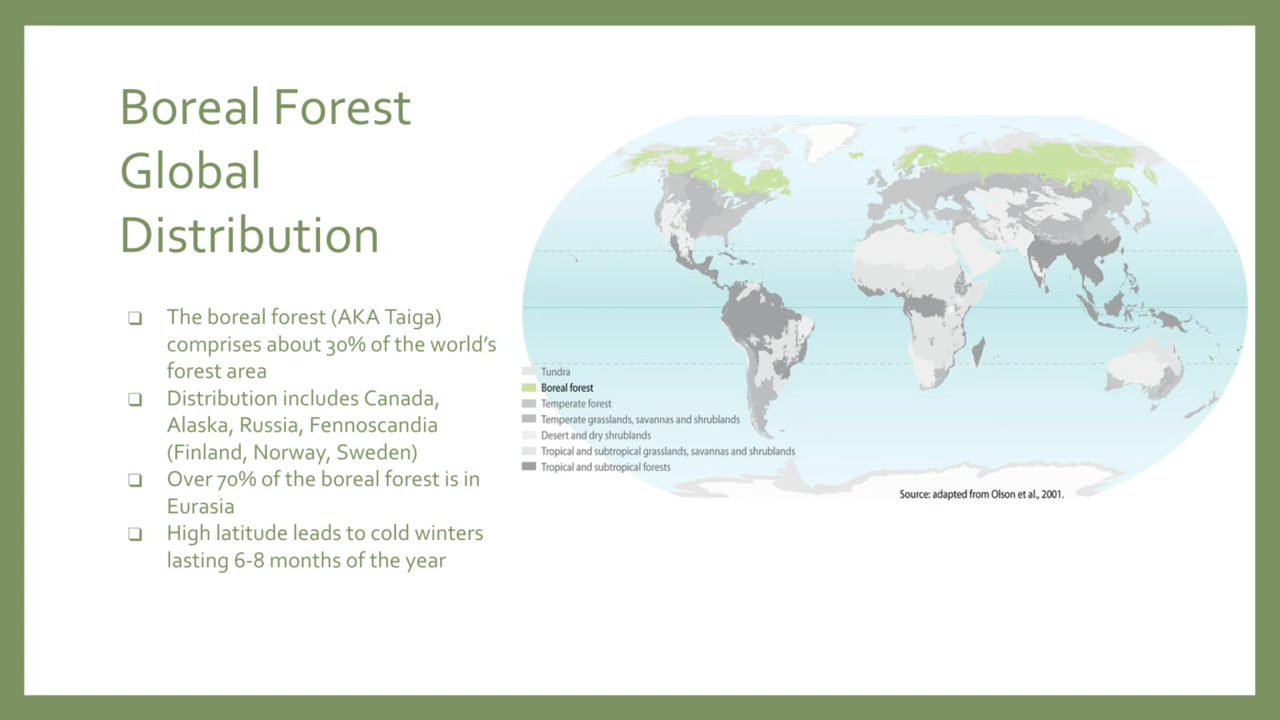 Boreal Forest
Global
Distribution
❑ The boreal forest (AKA Taiga)
comprises about 30% of the world's
forest area
❑ Distribution includes Canada,
Alaska, Russia, Fennoscandia
(Finland, Norway, Sweden)
❑ Over 70% of the boreal forest is in
Eurasia
❑ High latitude leads to cold winters
lasting 6-8 months of the year
Tundra
Boreal forest
Temperate forest
Temperate grasslands, savannas and shrublands
Desert and dry shrublands
Tropical and subtropical grasslands, savannas and shrublands
Tropical and subtropical forests
Source: adapted from Olson et al., 2001.